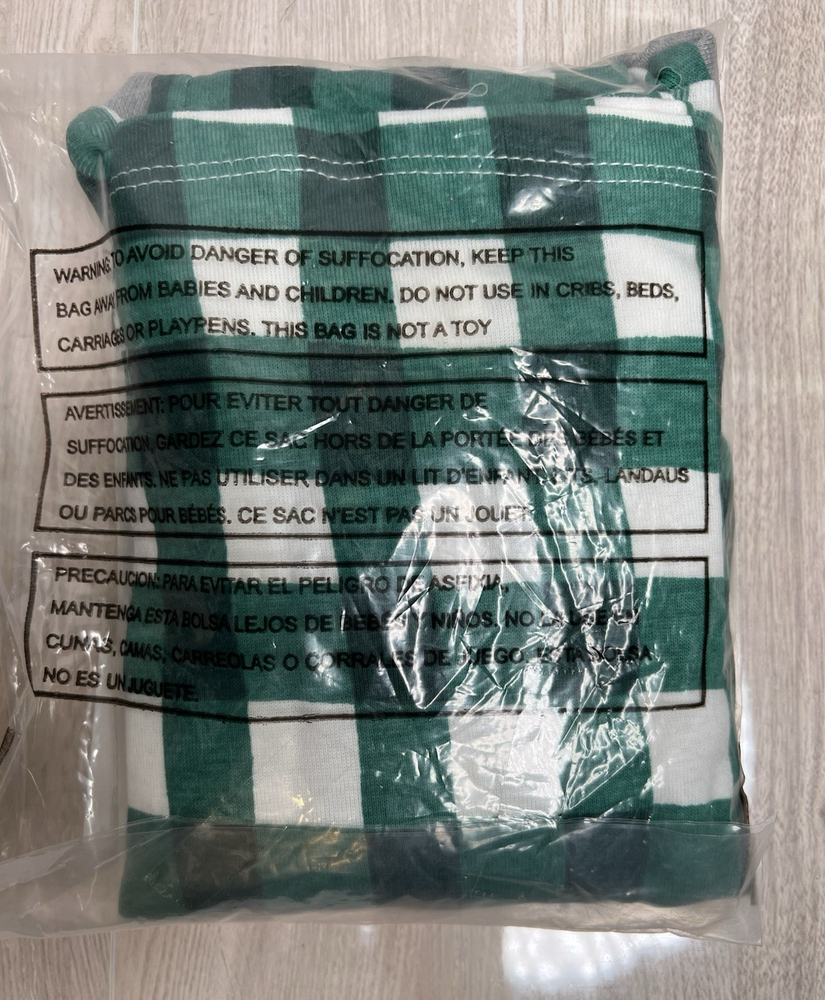 WARNING TO AVOID DANGER OF SUFFOCATION, KEEP THIS
BAG AWAY FROM BABIES AND CHILDREN. DO NOT USE IN CRIBS, BEDS,
CARRIAGES OR PLAYPENS. THIS BAG IS NOT A TOY
AVERTISSEMENT: POUR EVITER TOUT DANGER DE
SUFFOCATION, GARDEZ CE SAC HORS DE LA PORTÉE DES BÉBÉS ET
DES ENFANTS. NE PAS UTILISER DANS UN LIT D'ENFANT, LITS, LANDAUS
OU PARCS POUR BÉBÉS. CE SAC N'EST PAS UN JOUET
PRECAUCION: PARA EVITAR EL PELIGRO DE ASFIXIA,
MANTENGA ESTA BOLSA LEJOS DE BEBES Y NIÑOS. NO LA USE EN
CUNAS, CAMAS, CARREOLAS O CORRALES DE JUEGO. ESTA BOLSA
NO ES UN JUGUETE.